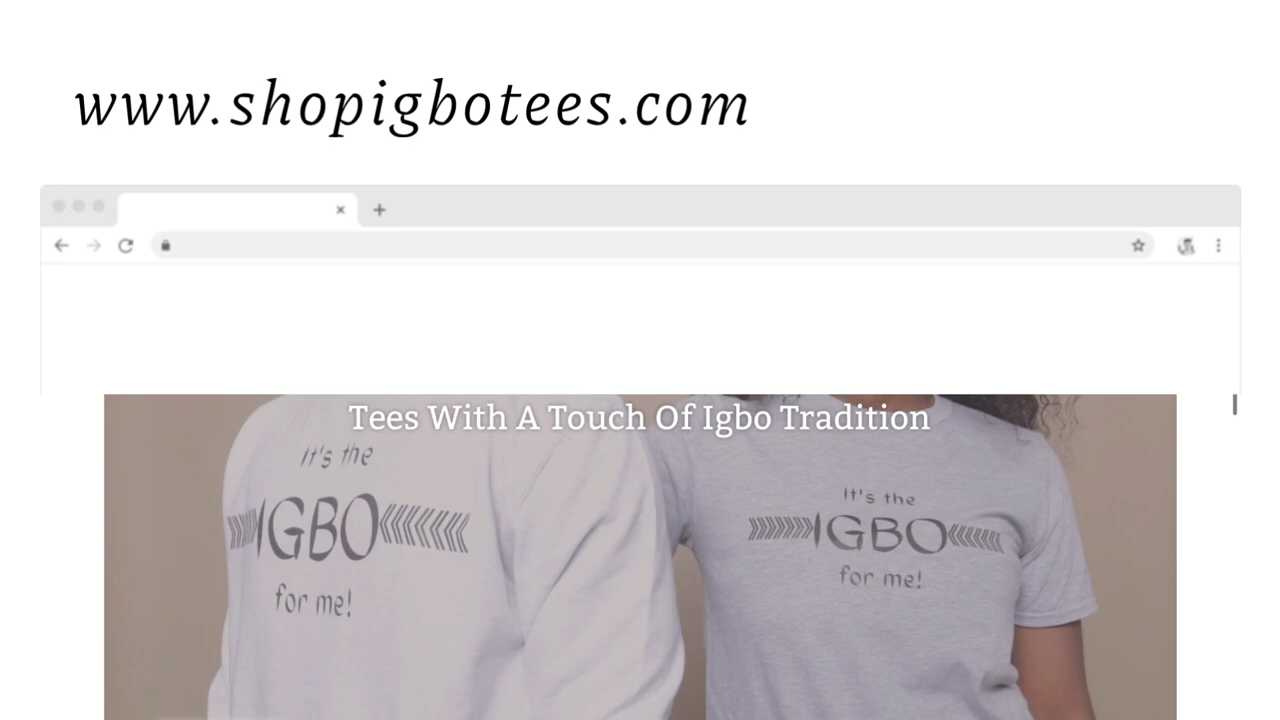 www.shopigbotees.com
Tees With A Touch Of Igbo Tradition
It's the
IGBO
for me!
It's the
IGBO
for me!